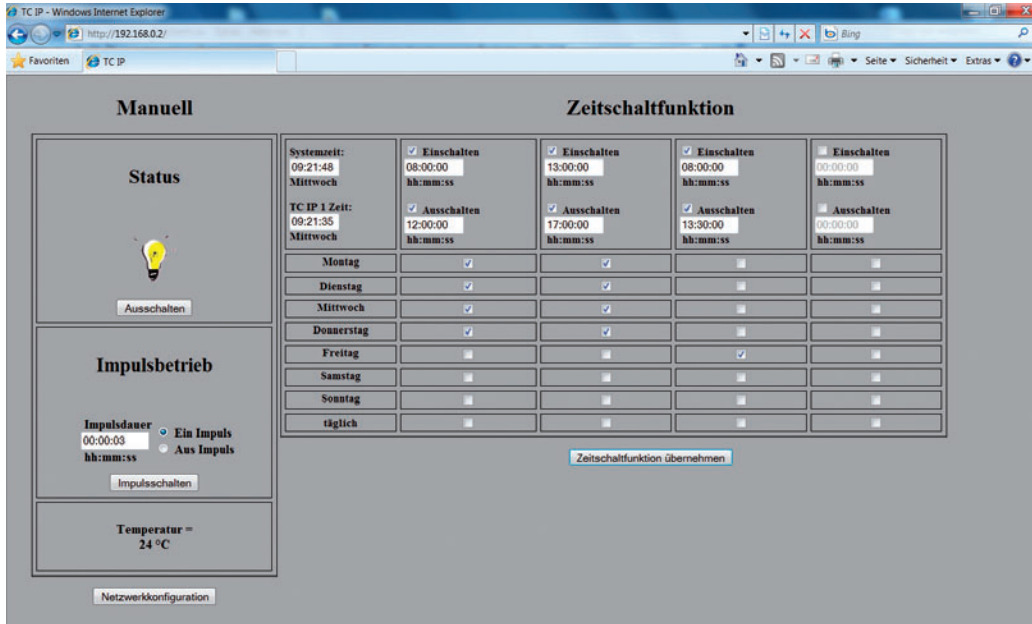 TC IP - Windows Internet Explorer
http://192.168.0.2/
Bing
Favoriten
TC IP
Seite
Sicherheit
Extras
Manuell
Zeitschaltfunktion
Status
Ausschalten
Impulsbetrieb
Impulsdauer
00:00:03
hh:mm:ss
Ein Impuls
Aus Impuls
Impulsschalten
Temperatur =
24 °C
Netzwerkkonfiguration
Systemzeit:
09:21:48
Mittwoch
TC IP 1 Zeit:
09:21:35
Mittwoch
Einschalten
08:00:00
hh:mm:ss
Ausschalten
12:00:00
hh:mm:ss
Einschalten
13:00:00
hh:mm:ss
Ausschalten
17:00:00
hh:mm:ss
Einschalten
08:00:00
hh:mm:ss
Ausschalten
13:30:00
hh:mm:ss
Einschalten
00:00:00
hh:mm:ss
Ausschalten
00:00:00
hh:mm:ss
Montag
Dienstag
Mittwoch
Donnerstag
Freitag
Samstag
Sonntag
täglich
Zeitschaltfunktion übernehmen